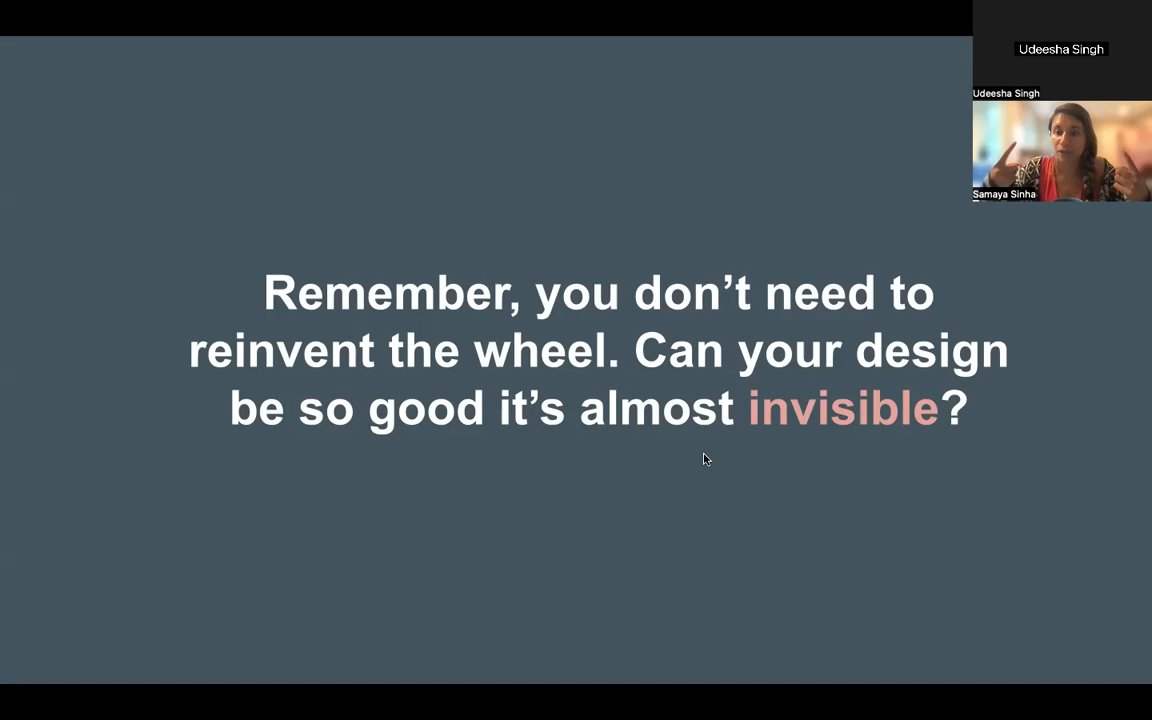 Udeesha Singh
Udeesha Singh
Samaya Sinha
Remember, you don’t need to
reinvent the wheel. Can your design
be so good it’s almost invisible?